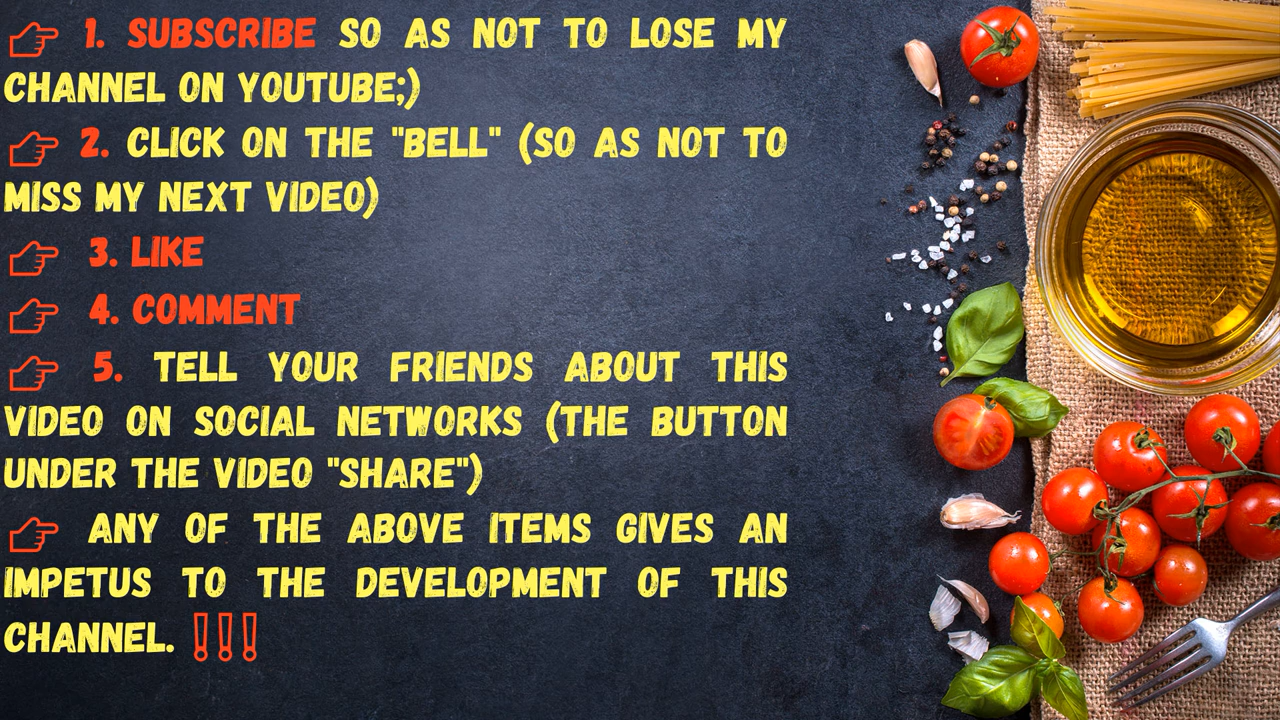 👉 1. SUBSCRIBE SO AS NOT TO LOSE MY
CHANNEL ON YOUTUBE;)
👉 2. CLICK ON THE "BELL" (SO AS NOT TO
MISS MY NEXT VIDEO)
👉 3. LIKE
👉 4. COMMENT
👉 5. TELL YOUR FRIENDS ABOUT THIS
VIDEO ON SOCIAL NETWORKS (THE BUTTON
UNDER THE VIDEO "SHARE")
👉 ANY OF THE ABOVE ITEMS GIVES AN
IMPETUS TO THE DEVELOPMENT OF THIS
CHANNEL. !!!